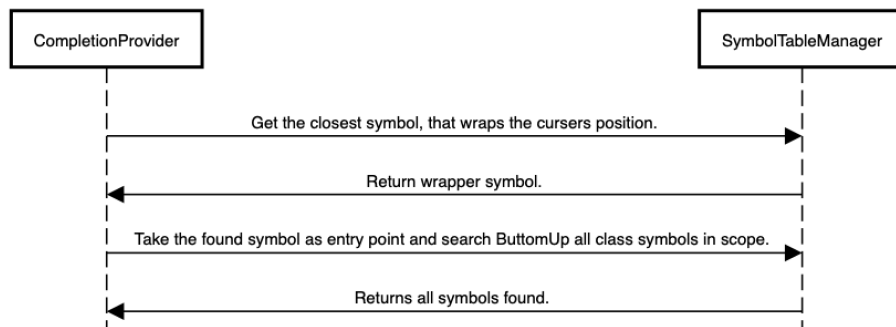 CompletionProvider
SymbolTableManager
Get the closest symbol, that wraps the cursers position.
Return wrapper symbol.
Take the found symbol as entry point and search ButtomUp all class symbols in scope.
Returns all symbols found.